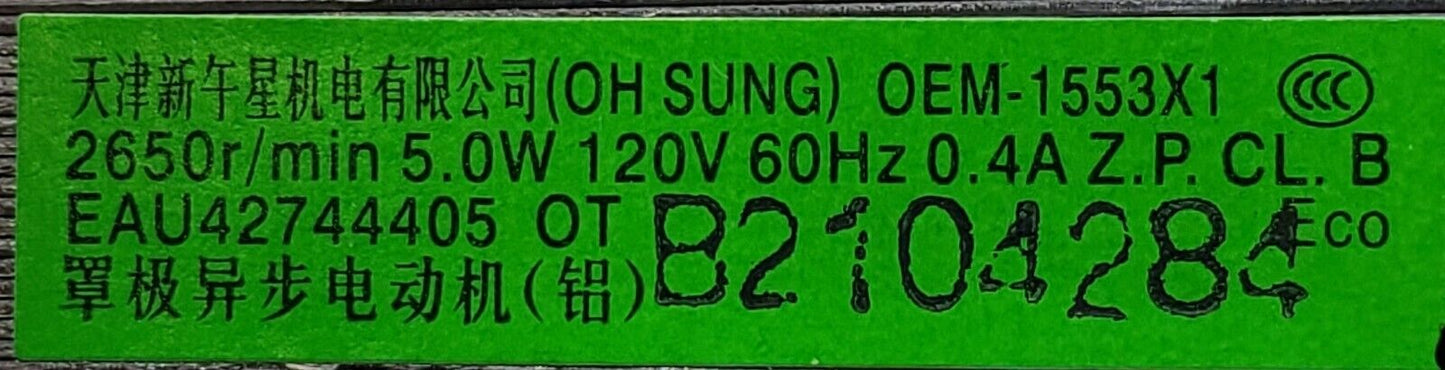 天津新午星机电有限公司(OH SUNG) OEM-1553X1 CCC
2650r/min 5.0W 120V 60Hz 0.4A Z.P. CL. B
EAU42744405 OT B2104284 Eco
罩极异步电动机(铝)